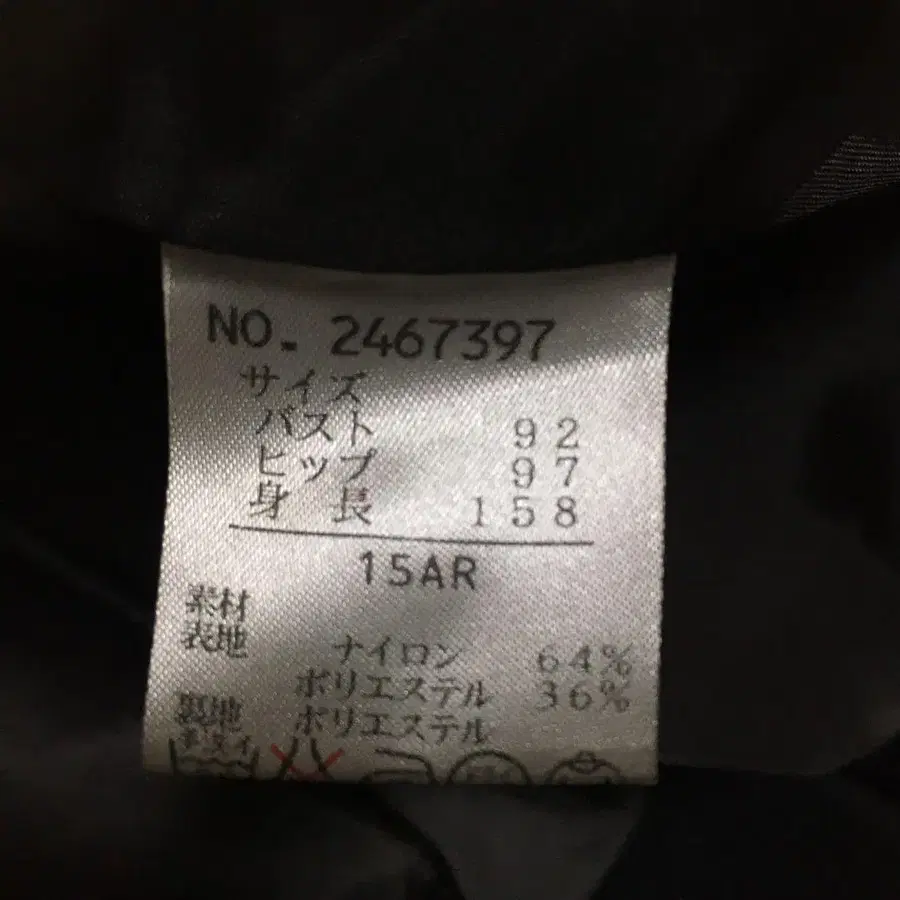 NO. 2467397
サイズ
バスト 92
ヒップ 97
身長 158
15AR
素材
表地 ナイロン 64%
ポリエステル 36%
裏地 ポリエステル